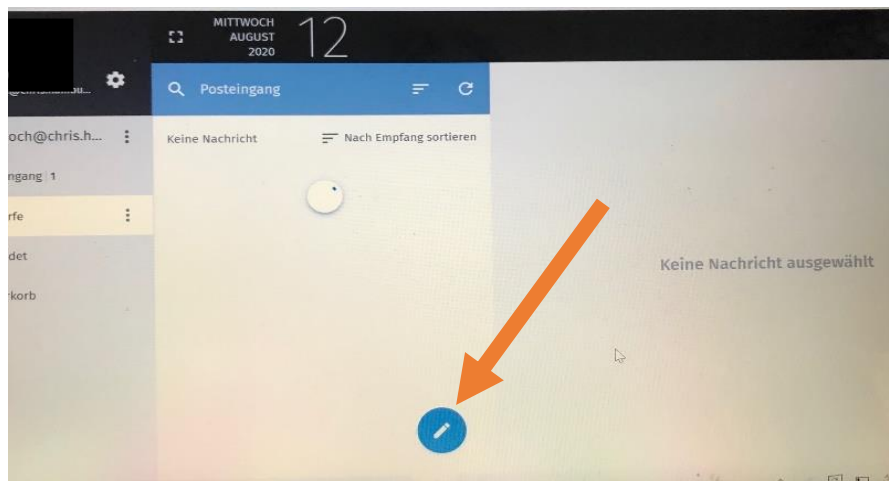 MITTWOCH
AUGUST
2020
12
Posteingang
och@chris.h...
Keine Nachricht
Nach Empfang sortieren
ngang 1
rfe
det
rkorb
Keine Nachricht ausgewählt